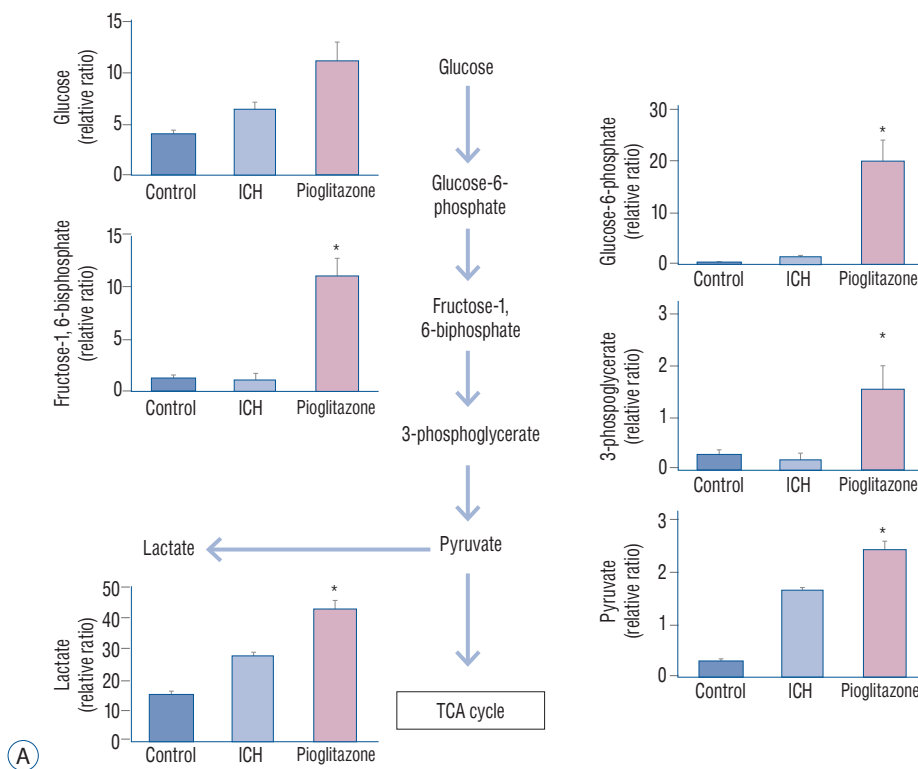 Glucose
(relative ratio)
15
10
5
0
Control ICH Pioglitazone
Fructose-1, 6-bisphosphate
(relative ratio)
15
10
5
0
Control ICH Pioglitazone
Glucose
Glucose-6-
phosphate
Fructose-1,
6-biphosphate
3-phosphoglycerate
Pyruvate
Lactate
TCA cycle
Lactate
(relative ratio)
50
40
30
20
10
0
*
Control ICH Pioglitazone
Glucose-6-phosphate
(relative ratio)
30
20
10
0
*
Control ICH Pioglitazone
3-phospoglycerate
(relative ratio)
3
2
1
0
*
Control ICH Pioglitazone
Pyruvate
(relative ratio)
3
2
1
0
*
Control ICH Pioglitazone
*
A